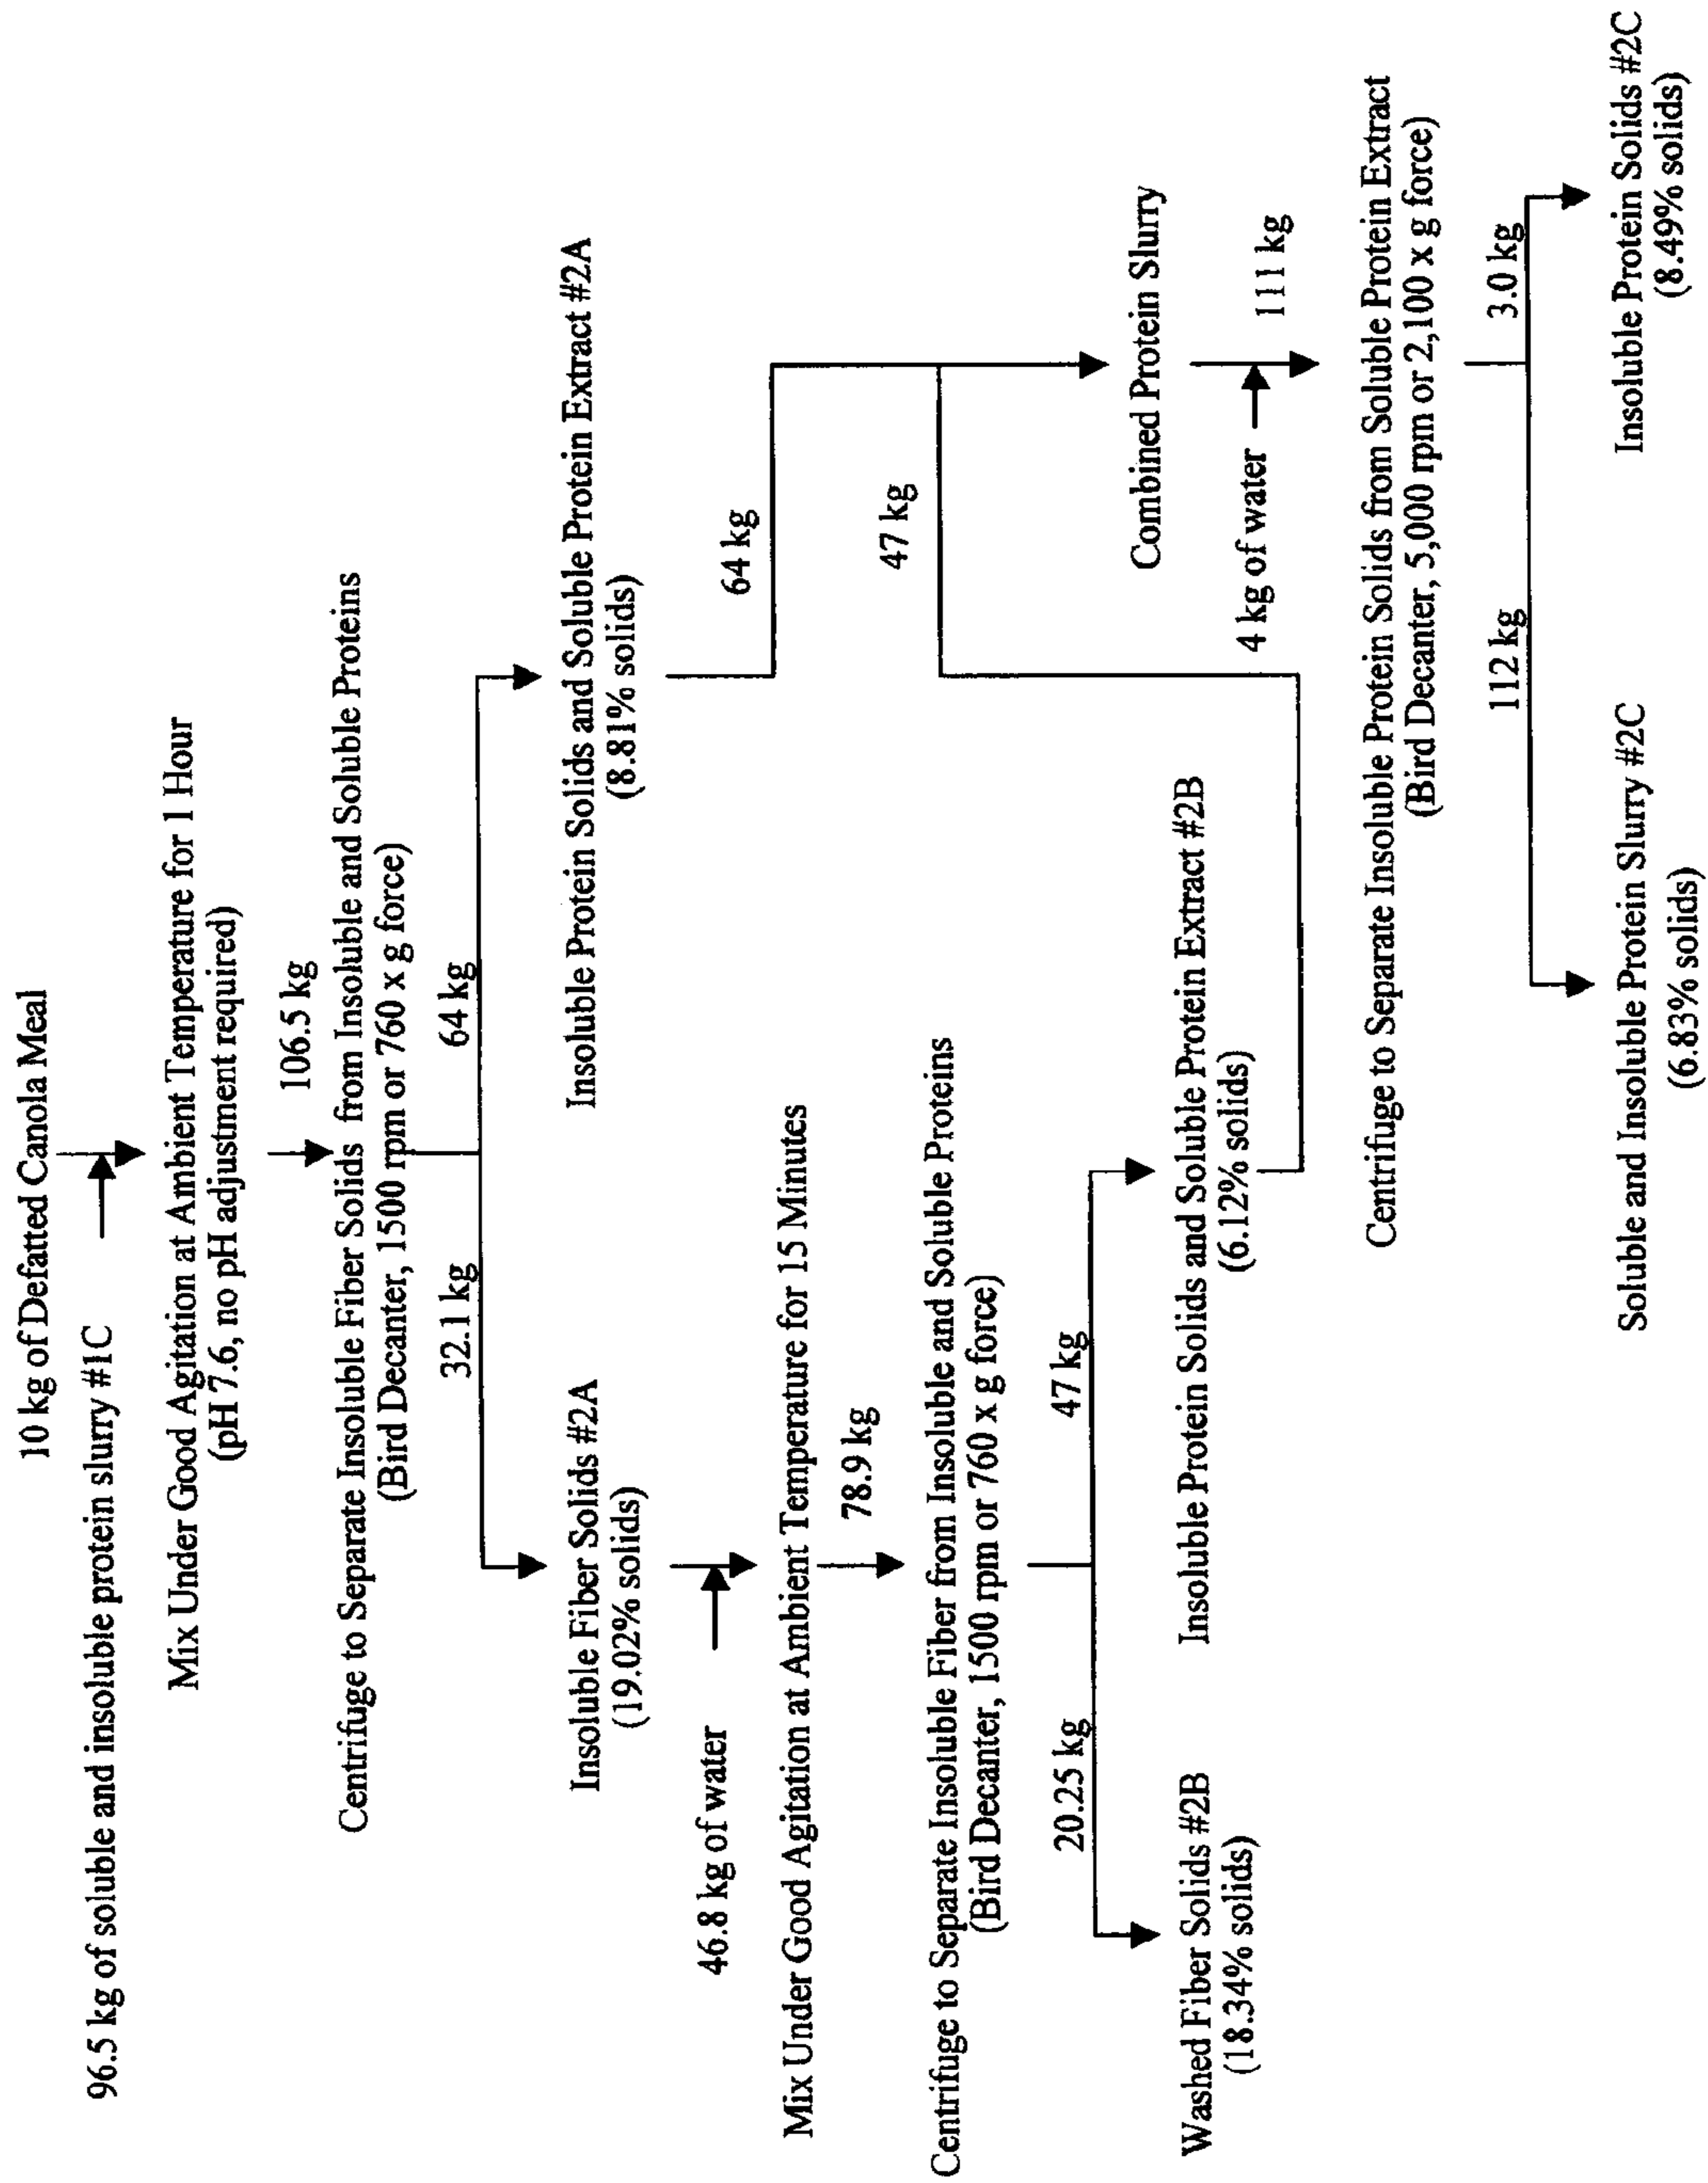 10 kg of Defatted Canola Meal
96.5 kg of soluble and insoluble protein slurry #1C
Mix Under Good Agitation at Ambient Temperature for 1 Hour
(pH 7.6, no pH adjustment required)
106.5 kg
Centrifuge to Separate Insoluble Fiber Solids from Insoluble and Soluble Proteins
(Bird Decanter, 1500 rpm or 760 x g force)
32.1 kg
64 kg
Insoluble Fiber Solids #2A
(19.02% solids)
Insoluble Protein Solids and Soluble Protein Extract #2A
(8.81% solids)
46.8 kg of water
64 kg
Mix Under Good Agitation at Ambient Temperature for 15 Minutes
78.9 kg
47 kg
Centrifuge to Separate Insoluble Fiber from Insoluble and Soluble Proteins
(Bird Decanter, 1500 rpm or 760 x g force)
20.25 kg
47 kg
Combined Protein Slurry
Washed Fiber Solids #2B
(18.34% solids)
Insoluble Protein Solids and Soluble Protein Extract #2B
(6.12% solids)
4 kg of water
111 kg
Centrifuge to Separate Insoluble Protein Solids from Soluble Protein Extract
(Bird Decanter, 5,000 rpm or 2,100 x g force)
112 kg
3.0 kg
Soluble and Insoluble Protein Slurry #2C
(6.83% solids)
Insoluble Protein Solids #2C
(8.49% solids)